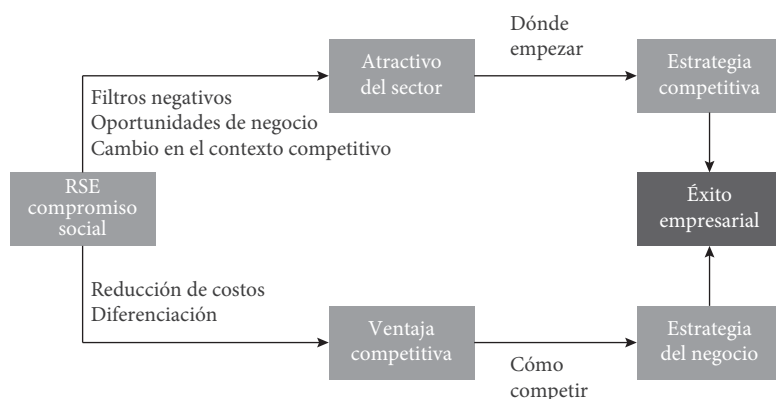 Dónde
empezar
Atractivo
del sector
Estrategia
competitiva
Filtros negativos
Oportunidades de negocio
Cambio en el contexto competitivo
RSE
compromiso
social
Éxito
empresarial
Reducción de costos
Diferenciación
Ventaja
competitiva
Estrategia
del negocio
Cómo
competir